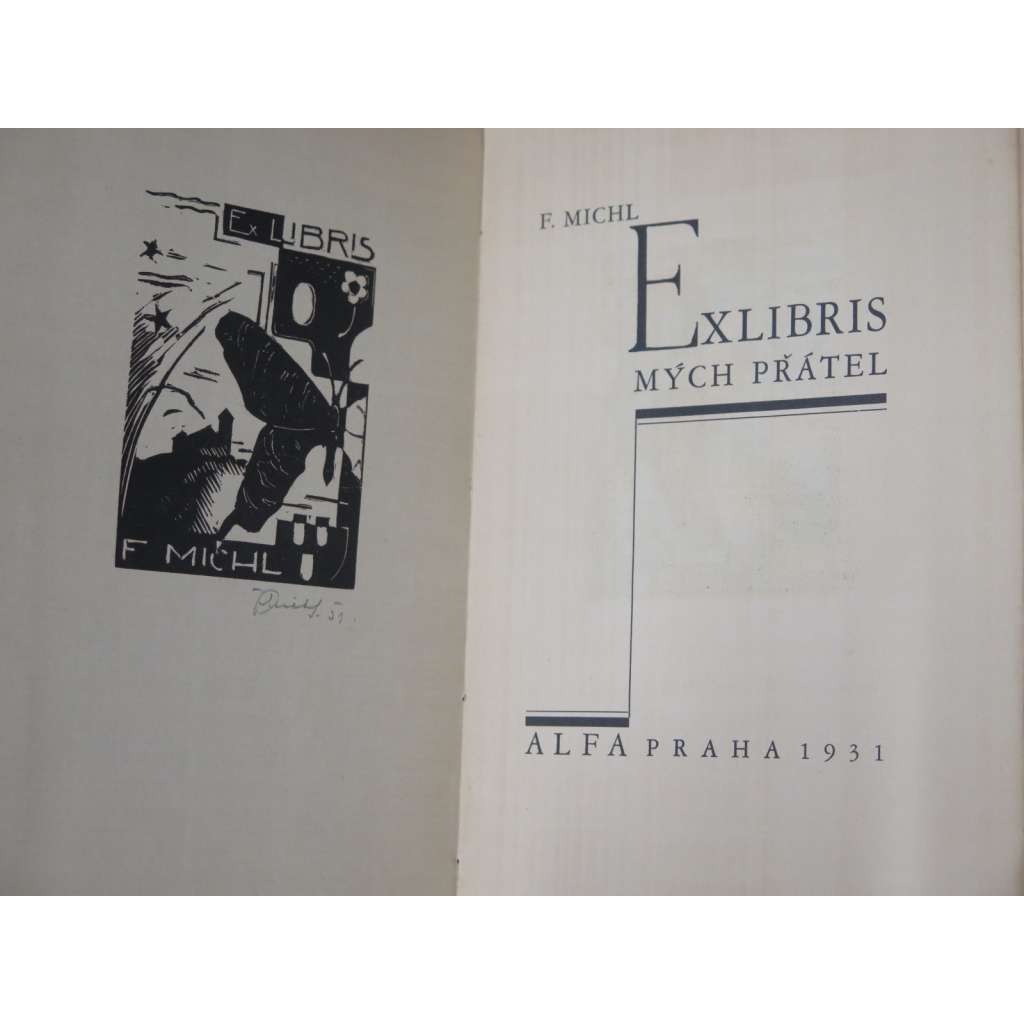 Ex LIBRIS
F MICHL
F. MICHL
EXLIBRIS
MÝCH PŘÁTEL
ALFA PRAHA 1931